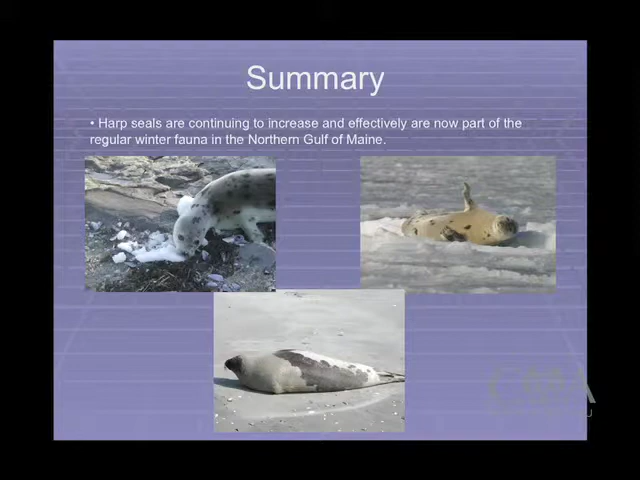 Summary
• Harp seals are continuing to increase and effectively are now part of the
regular winter fauna in the Northern Gulf of Maine.